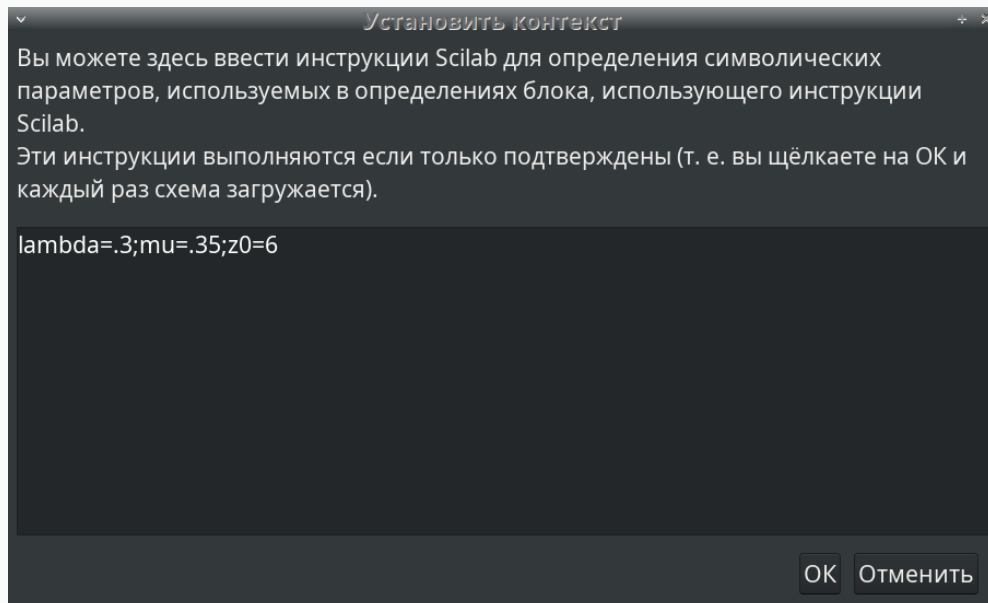 Установить контекст
Вы можете здесь ввести инструкции Scilab для определения символических
параметров, используемых в определениях блока, использующего инструкции
Scilab.
Эти инструкции выполняются если только подтверждены (т. е. вы щёлкаете на ОК и
каждый раз схема загружается).
lambda=.3;mu=.35;z0=6
ОК Отменить